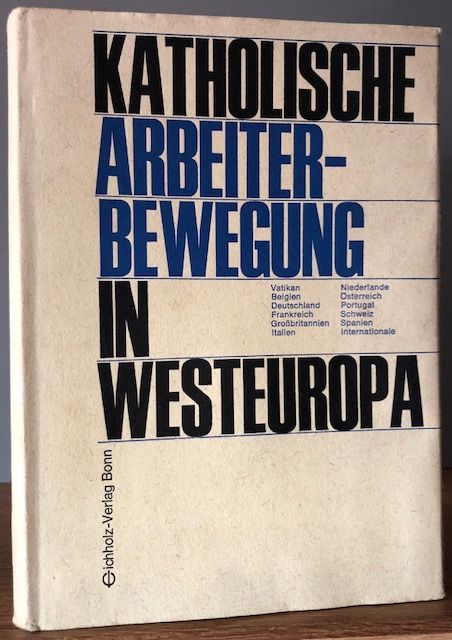 KATHOLISCHE
ARBEITER-
BEWEGUNG
IN
Vatikan
Belgien
Deutschland
Frankreich
Großbritannien
Italien
Niederlande
Österreich
Portugal
Schweiz
Spanien
Internationale
WESTEUROPA
Eichholz-Verlag Bonn